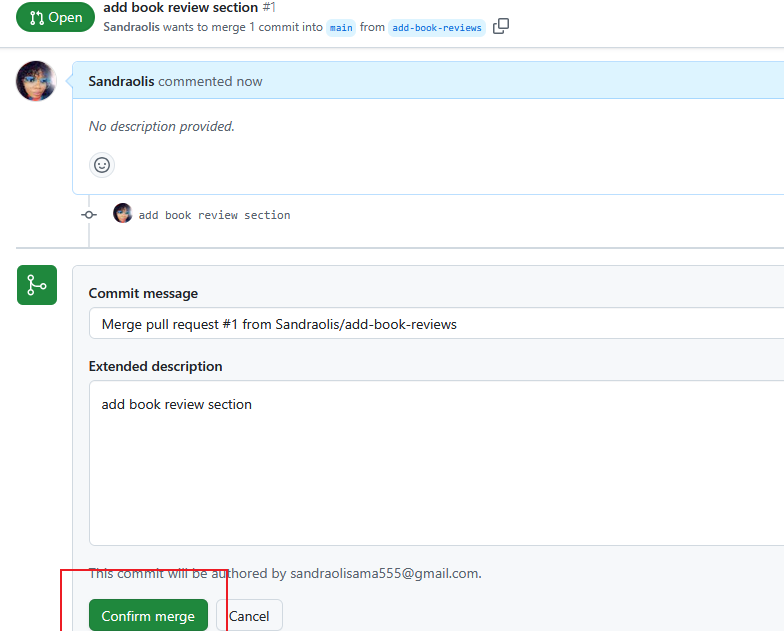 Open
add book review section #1
Sandraolis wants to merge 1 commit into main from add-book-reviews
Sandraolis commented now
No description provided.
add book review section
Commit message
Merge pull request #1 from Sandraolis/add-book-reviews
Extended description
add book review section
This commit will be authored by sandraolisama555@gmail.com.
Confirm merge
Cancel